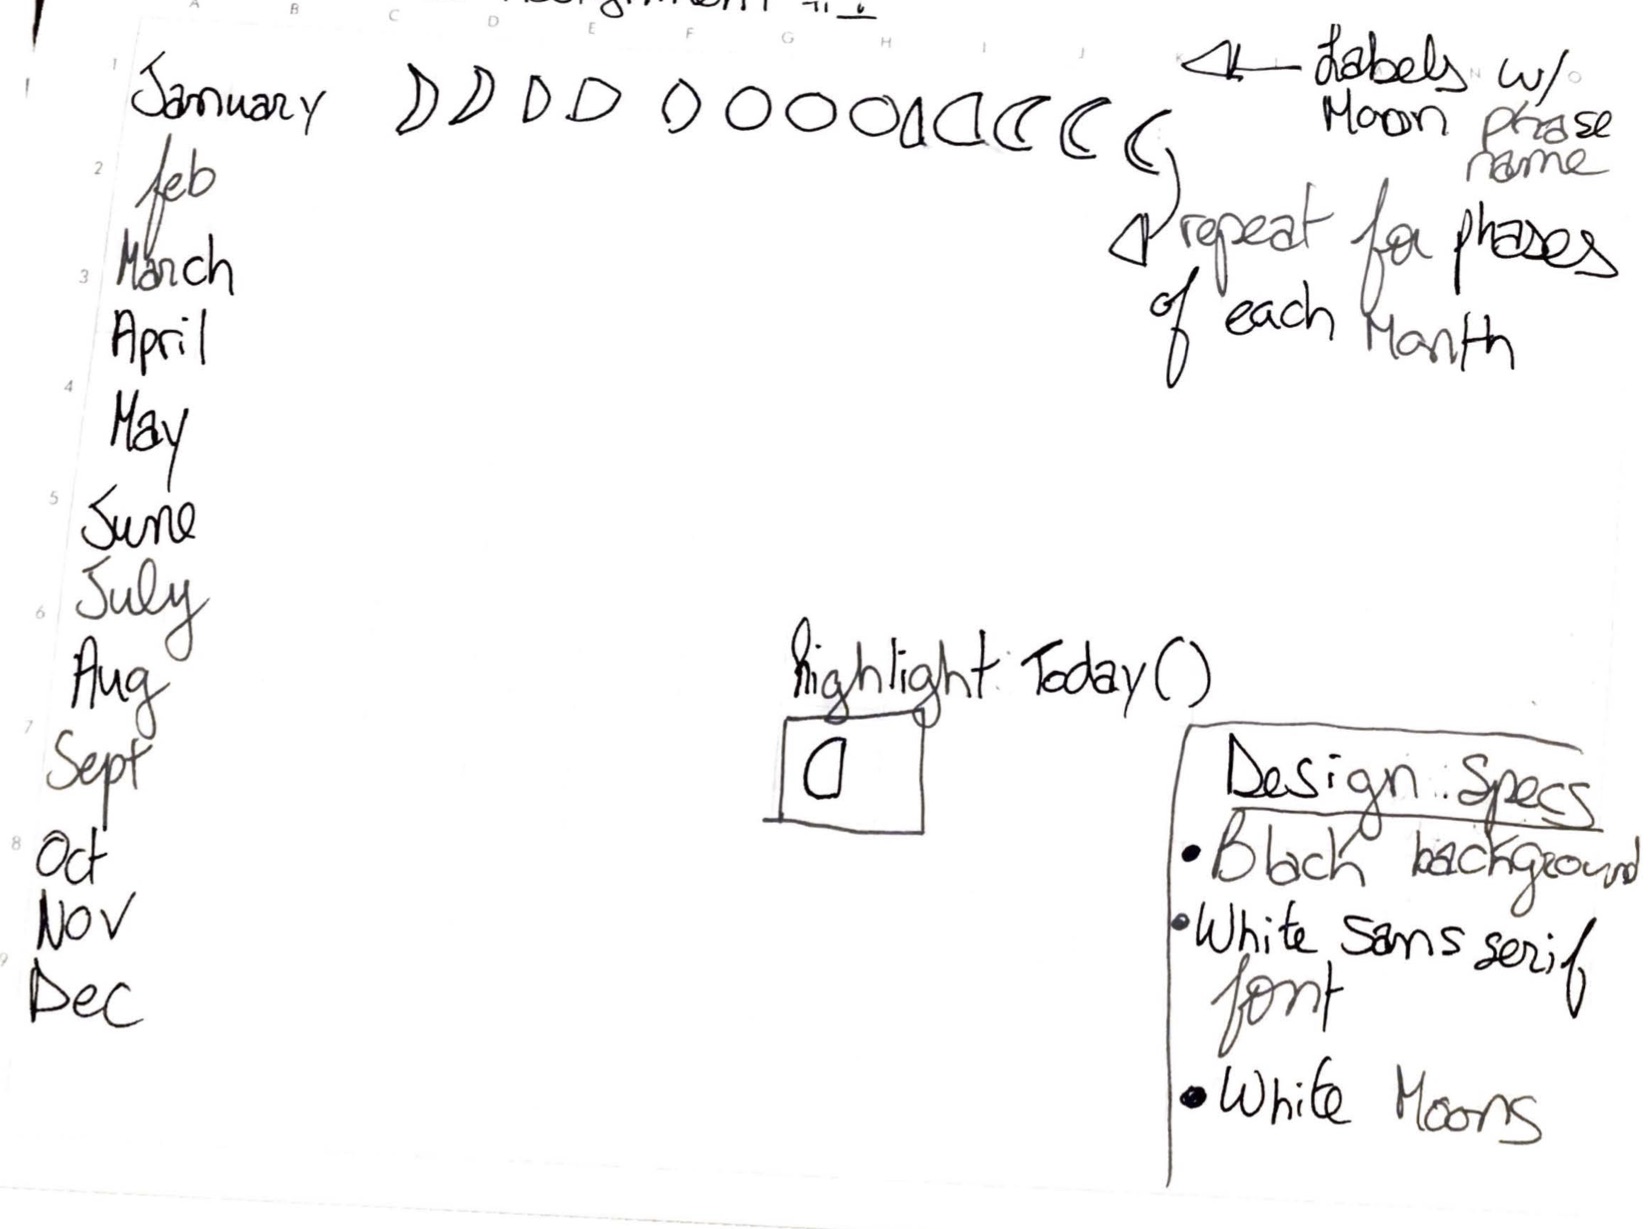 Assignment #1
A B C D E F G H I J K N O
1
January
Labels w/
Moon phase
name
2
feb
repeat for phases
of each Month
3
March
April
4
May
5
June
July
6
highlight Today()
Aug
7
Sept
Design Specs
8
Oct
• Black background
Nov
• White sans serif
font
9
Dec
• White Moons